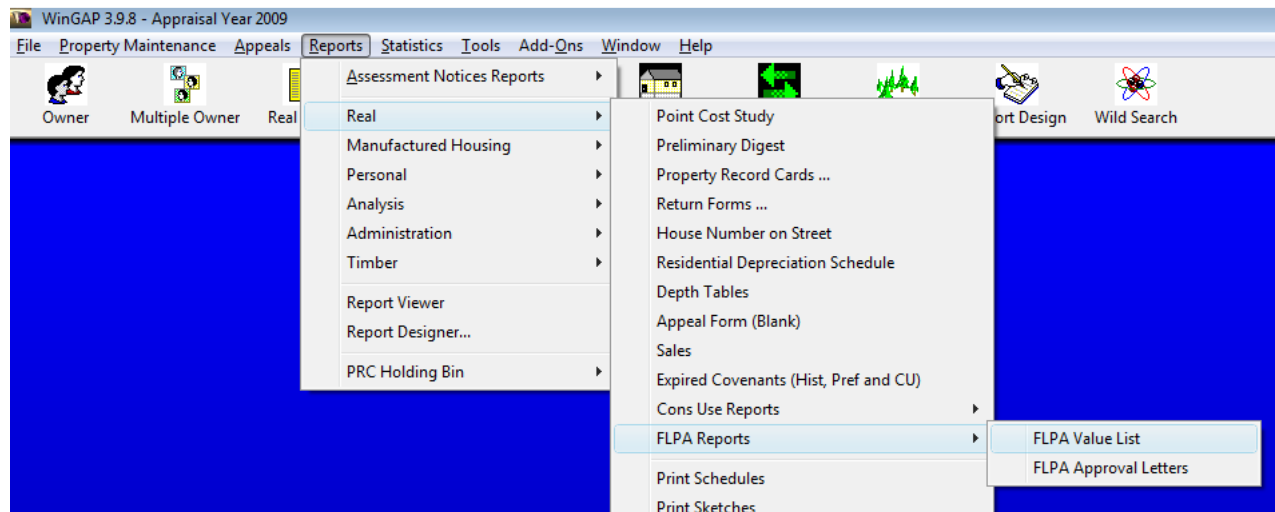 WinGAP 3.9.8 - Appraisal Year 2009
File Property Maintenance Appeals Reports Statistics Tools Add-Ons Window Help
Owner Multiple Owner Real ort Design Wild Search
Assessment Notices Reports
Real
Manufactured Housing
Personal
Analysis
Administration
Timber
Report Viewer
Report Designer...
PRC Holding Bin
Point Cost Study
Preliminary Digest
Property Record Cards ...
Return Forms ...
House Number on Street
Residential Depreciation Schedule
Depth Tables
Appeal Form (Blank)
Sales
Expired Covenants (Hist, Pref and CU)
Cons Use Reports
FLPA Reports
Print Schedules
Print Sketches
FLPA Value List
FLPA Approval Letters